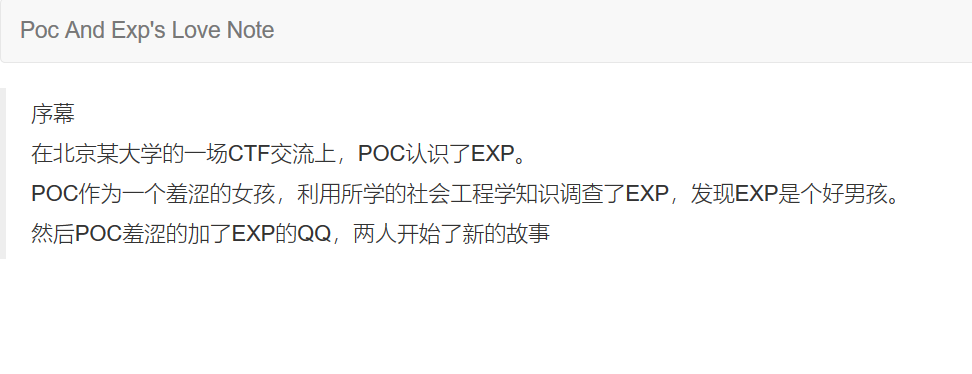 Poc And Exp's Love Note
序幕
在北京某大学的一场CTF交流上，POC认识了EXP。
POC作为一个羞涩的女孩，利用所学的社会工程学知识调查了EXP，发现EXP是个好男孩。
然后POC羞涩的加了EXP的QQ，两人开始了新的故事